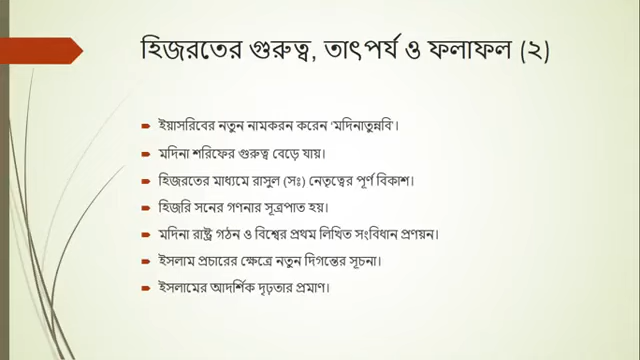 হিজরতের গুরুত্ব, তাৎপর্য ও ফলাফল (২)
ইয়াসরিবের নতুন নামকরন করেন ‘মদিনাতুন্নবি’।
মদিনা শরিফের গুরুত্ব বেড়ে যায়।
হিজরতের মাধ্যমে রাসুল (সঃ) নেতৃত্বের পূর্ণ বিকাশ।
হিজরি সনের গণনার সূত্রপাত হয়।
মদিনা রাষ্ট্র গঠন ও বিশ্বের প্রথম লিখিত সংবিধান প্রণয়ন।
ইসলাম প্রচারের ক্ষেত্রে নতুন দিগন্তের সূচনা।
ইসলামের আদর্শিক দৃঢ়তার প্রমাণ।